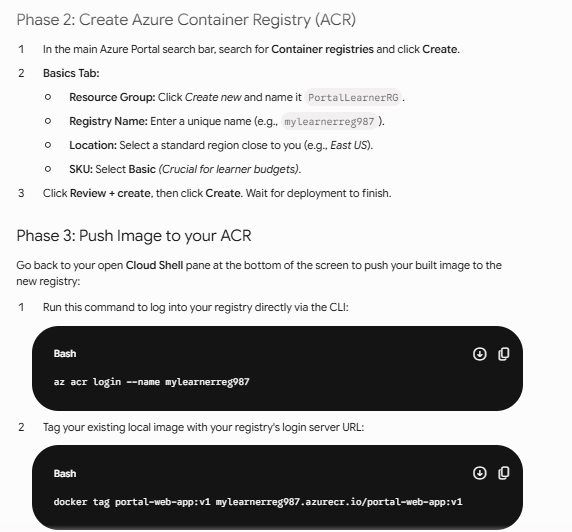 Phase 2: Create Azure Container Registry (ACR)
1 In the main Azure Portal search bar, search for Container registries and click Create.
2 Basics Tab:
o Resource Group: Click Create new and name it PortalLearnerRG .
o Registry Name: Enter a unique name (e.g., mylearnerreg987 ).
o Location: Select a standard region close to you (e.g., East US).
o SKU: Select Basic (Crucial for learner budgets).
3 Click Review + create, then click Create. Wait for deployment to finish.
Phase 3: Push Image to your ACR
Go back to your open Cloud Shell pane at the bottom of the screen to push your built image to the
new registry:
1 Run this command to log into your registry directly via the CLI:
Bash
az acr login --name mylearnerreg987
2 Tag your existing local image with your registry's login server URL:
Bash
docker tag portal-web-app:v1 mylearnerreg987.azurecr.io/portal-web-app:v1